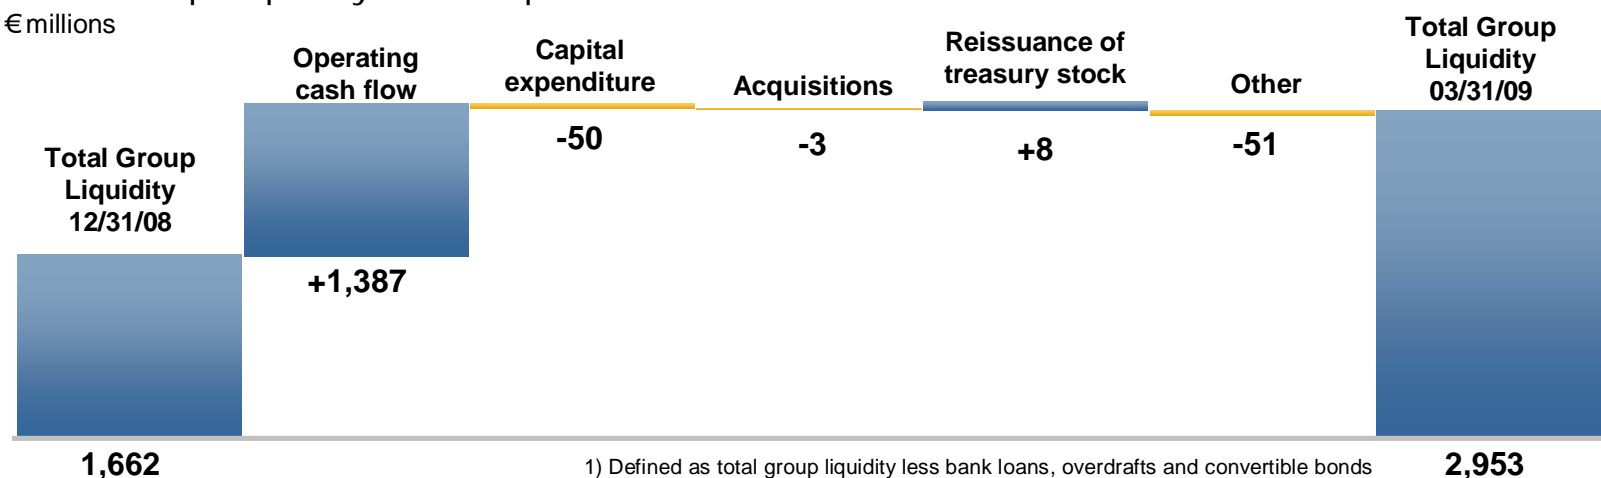 € millions
Total Group
Liquidity
12/31/08
1,662
Operating
cash flow
+1,387
Capital
expenditure
-50
Acquisitions
-3
Reissuance of
treasury stock
+8
Other
-51
Total Group
Liquidity
03/31/09
2,953
1) Defined as total group liquidity less bank loans, overdrafts and convertible bonds